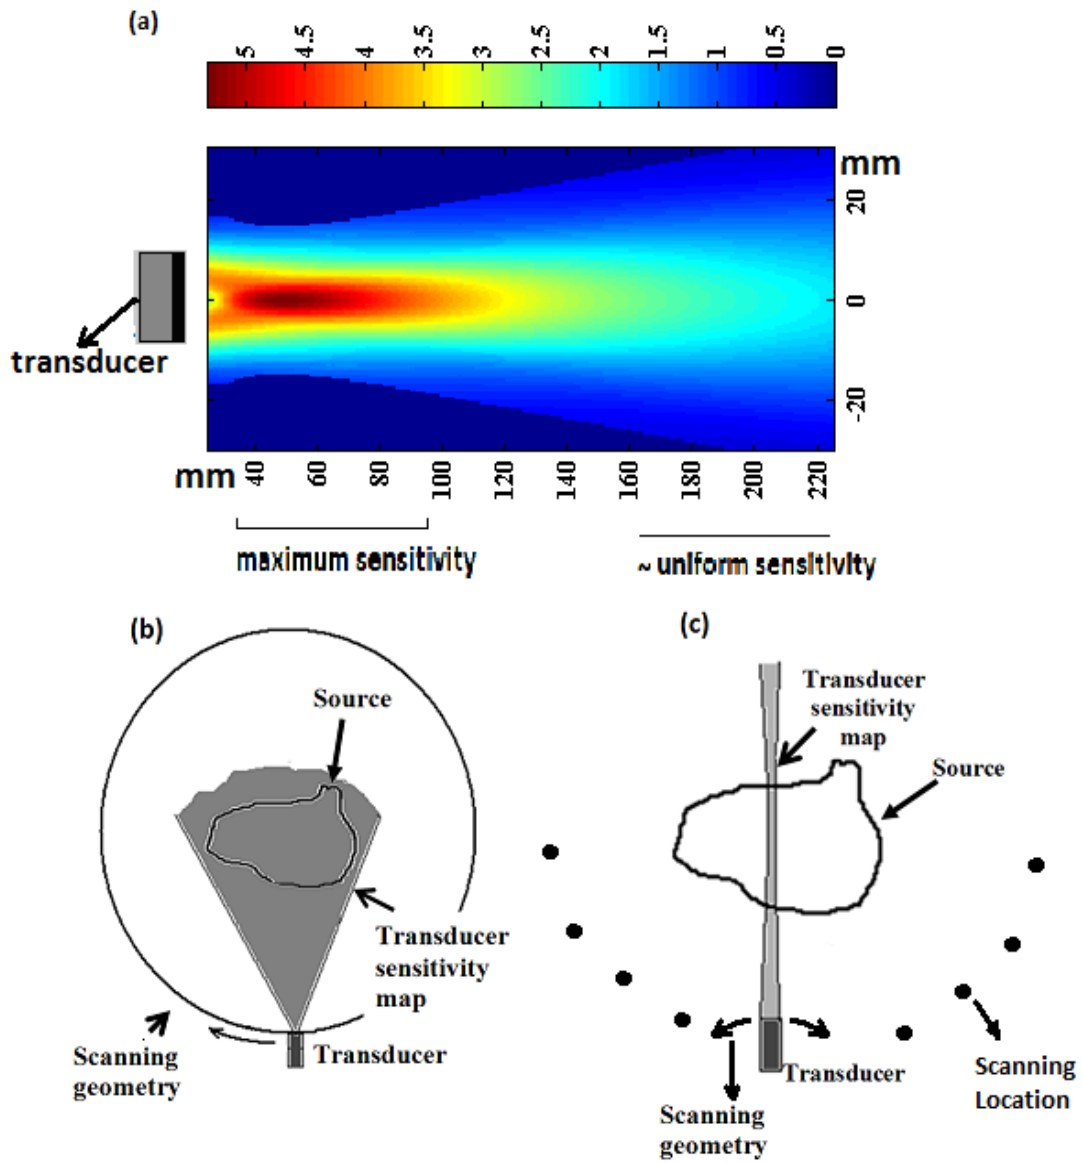 (a)
5
4.5
4
3.5
3
2.5
2
1.5
1
0.5
0
mm
20
0
-20
transducer
mm
40
60
80
100
120
140
160
180
200
220
maximum sensitivity
~ uniform sensitivity
(b)
Source
Transducer
sensitivity
map
Scanning
geometry
Transducer
(c)
Transducer
sensitivity
map
Source
Transducer
Scanning
geometry
Scanning
Location